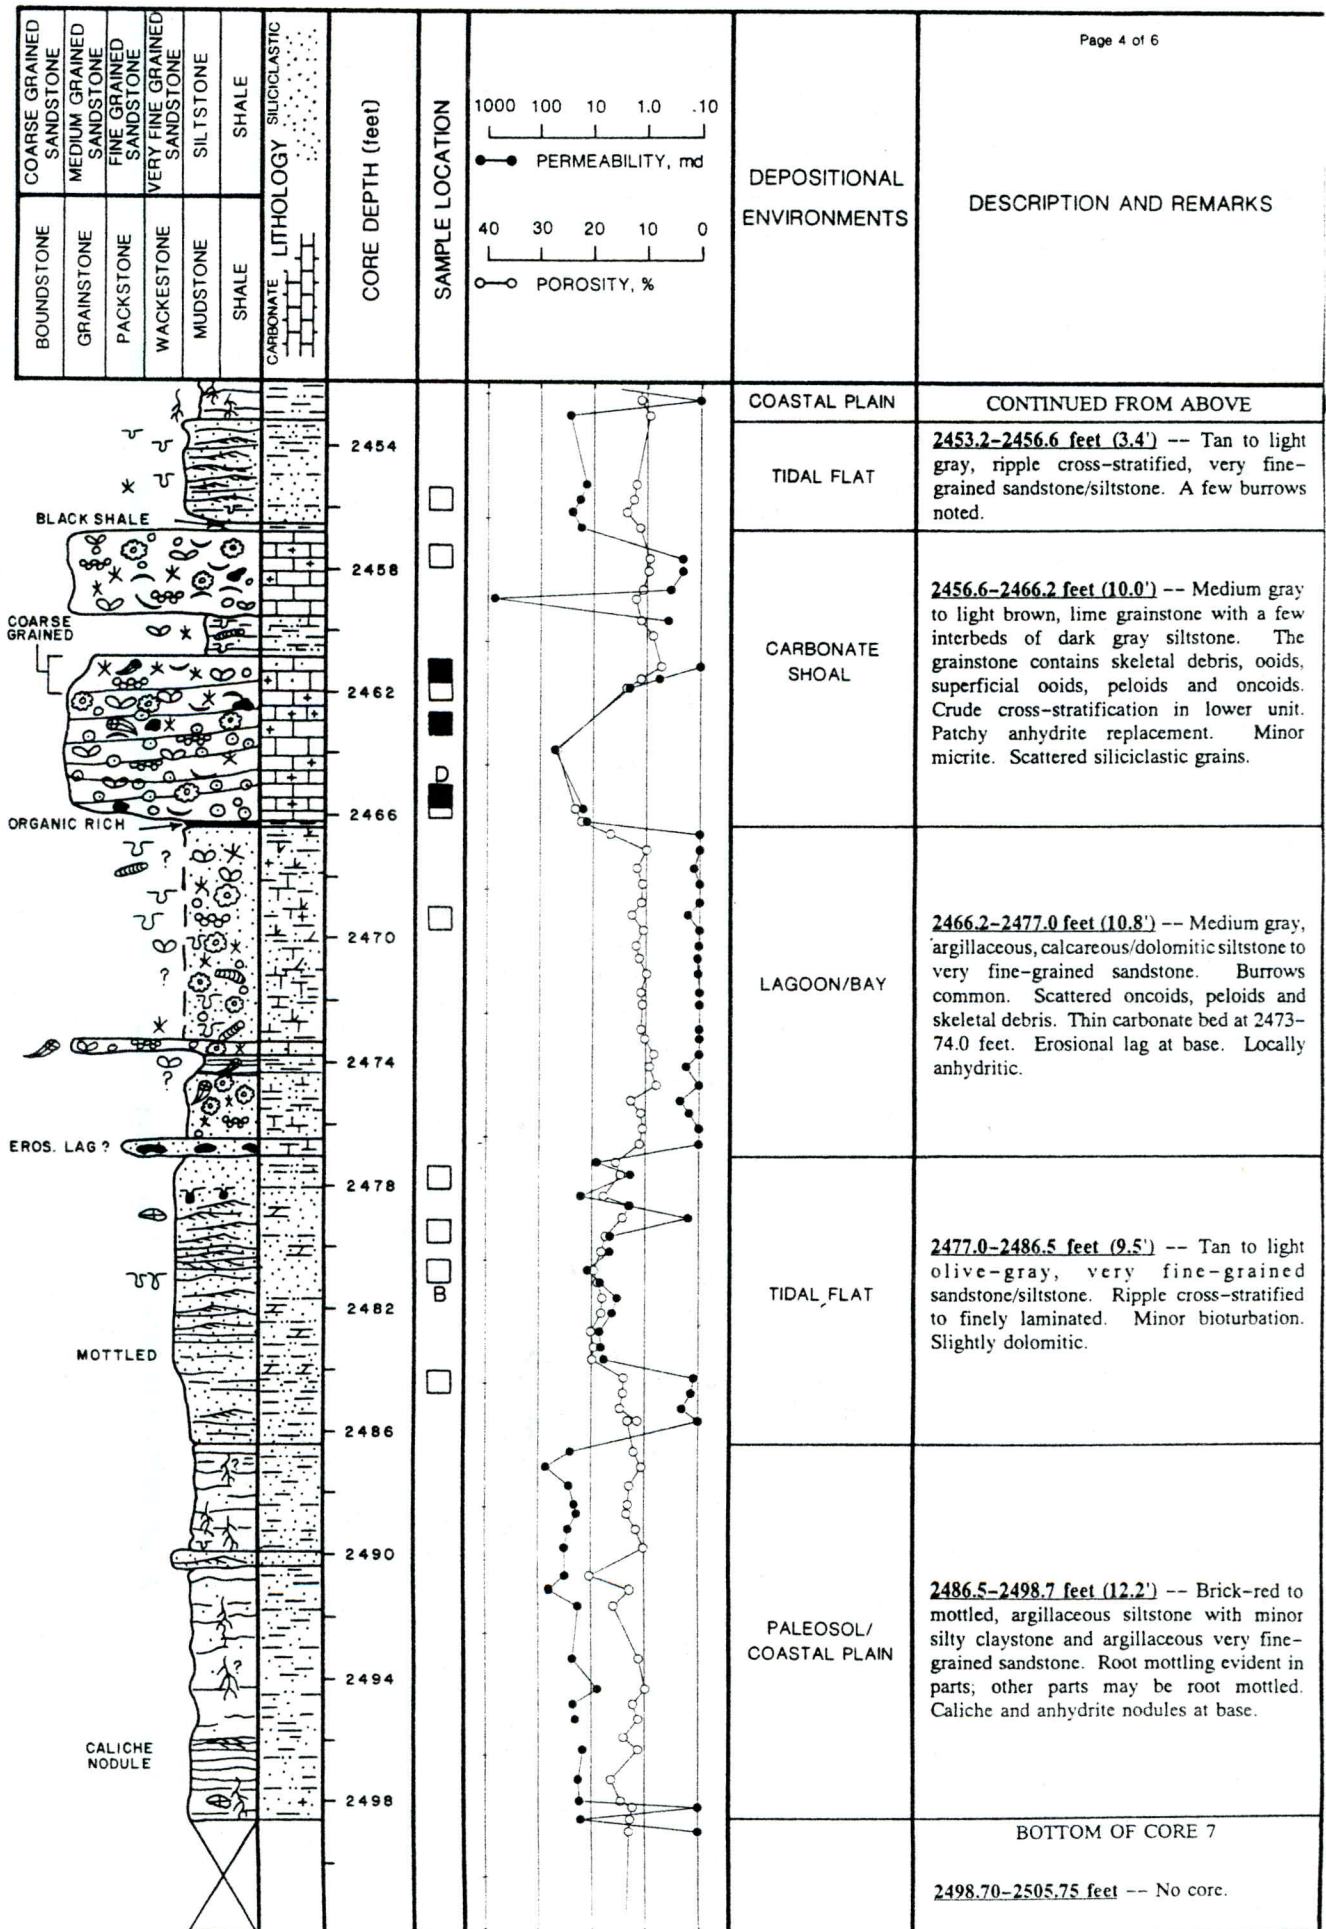 Page 4 of 6
COARSE GRAINED SANDSTONE
MEDIUM GRAINED SANDSTONE
FINE GRAINED SANDSTONE
VERY FINE GRAINED SANDSTONE
SILTSTONE
SHALE
BOUNDSTONE
GRAINSTONE
PACKSTONE
WACKESTONE
MUDSTONE
SHALE
LITHOLOGY
SILICICLASTIC
CARBONATE
CORE DEPTH (feet)
SAMPLE LOCATION
1000 100 10 1.0 .10
PERMEABILITY, md
40 30 20 10 0
POROSITY, %
DEPOSITIONAL
ENVIRONMENTS
DESCRIPTION AND REMARKS
COASTAL PLAIN
CONTINUED FROM ABOVE
2454
TIDAL FLAT
2453.2-2456.6 feet (3.4') -- Tan to light
gray, ripple cross-stratified, very fine-
grained sandstone/siltstone. A few burrows
noted.
BLACK SHALE
2458
COARSE
GRAINED
2462
D
2466
CARBONATE
SHOAL
2456.6-2466.2 feet (10.0') -- Medium gray
to light brown, lime grainstone with a few
interbeds of dark gray siltstone. The
grainstone contains skeletal debris, ooids,
superficial ooids, peloids and oncoids.
Crude cross-stratification in lower unit.
Patchy anhydrite replacement. Minor
micrite. Scattered siliciclastic grains.
ORGANIC RICH
?
2470
?
2474
?
LAGOON/BAY
2466.2-2477.0 feet (10.8') -- Medium gray,
argillaceous, calcareous/dolomitic siltstone to
very fine-grained sandstone. Burrows
common. Scattered oncoids, peloids and
skeletal debris. Thin carbonate bed at 2473-
74.0 feet. Erosional lag at base. Locally
anhydritic.
EROS. LAG ?
2478
B
2482
MOTTLED
2486
TIDAL FLAT
2477.0-2486.5 feet (9.5') -- Tan to light
olive-gray, very fine-grained
sandstone/siltstone. Ripple cross-stratified
to finely laminated. Minor bioturbation.
Slightly dolomitic.
?
2490
?
2494
CALICHE
NODULE
2498
PALEOSOL/
COASTAL PLAIN
2486.5-2498.7 feet (12.2') -- Brick-red to
mottled, argillaceous siltstone with minor
silty claystone and argillaceous very fine-
grained sandstone. Root mottling evident in
parts; other parts may be root mottled.
Caliche and anhydrite nodules at base.
BOTTOM OF CORE 7
2498.70-2505.75 feet -- No core.